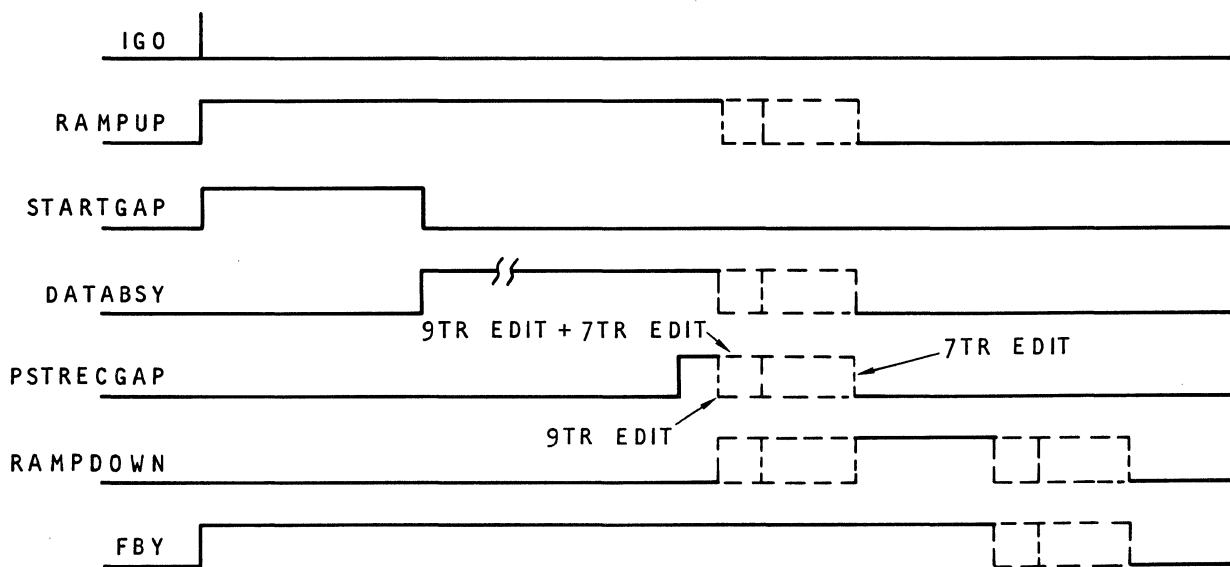 IGO
RAMPUP
STARTGAP
DATABSY
9TR EDIT + 7TR EDIT
7TR EDIT
PSTRECGAP
9TR EDIT
RAMPDOWN
FBY